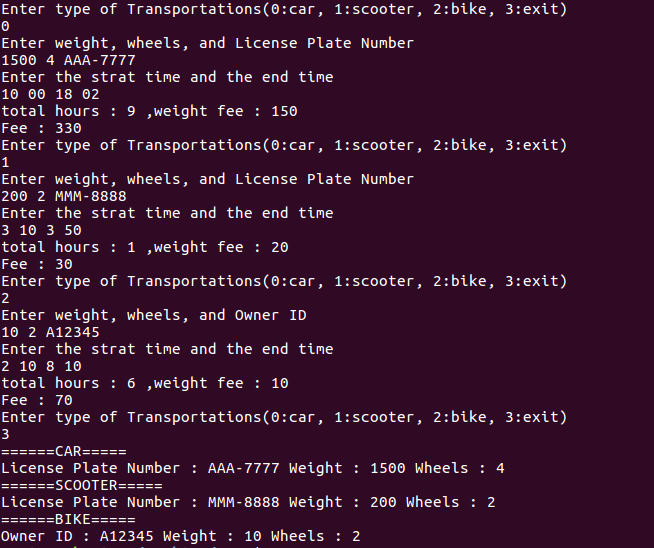 Enter type of Transportations(0:car, 1:scooter, 2:bike, 3:exit)
0
Enter weight, wheels, and License Plate Number
1500 4 AAA-7777
Enter the strat time and the end time
10 00 18 02
total hours : 9 ,weight fee : 150
Fee : 330
Enter type of Transportations(0:car, 1:scooter, 2:bike, 3:exit)
1
Enter weight, wheels, and License Plate Number
200 2 MMM-8888
Enter the strat time and the end time
3 10 3 50
total hours : 1 ,weight fee : 20
Fee : 30
Enter type of Transportations(0:car, 1:scooter, 2:bike, 3:exit)
2
Enter weight, wheels, and Owner ID
10 2 A12345
Enter the strat time and the end time
2 10 8 10
total hours : 6 ,weight fee : 10
Fee : 70
Enter type of Transportations(0:car, 1:scooter, 2:bike, 3:exit)
3
======CAR=====
License Plate Number : AAA-7777 Weight : 1500 Wheels : 4
======SCOOTER=====
License Plate Number : MMM-8888 Weight : 200 Wheels : 2
======BIKE=====
Owner ID : A12345 Weight : 10 Wheels : 2